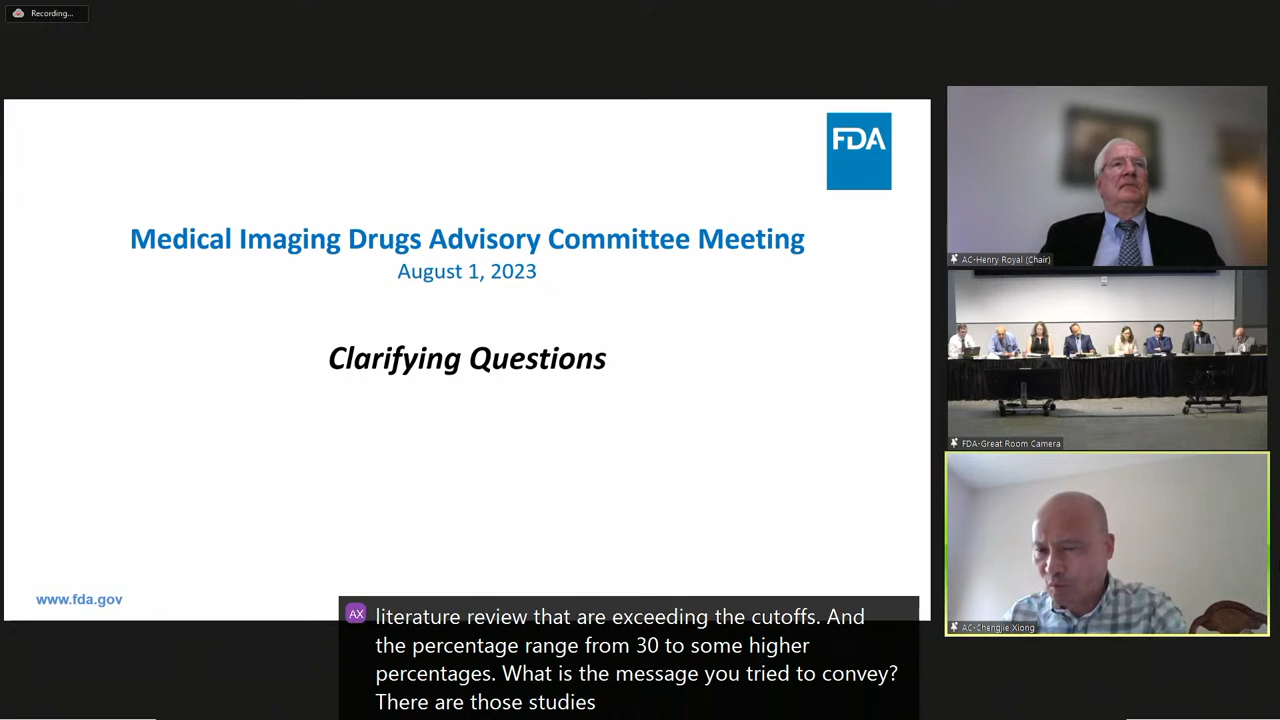 Recording...
FDA
Medical Imaging Drugs Advisory Committee Meeting
August 1, 2023
Clarifying Questions
www.fda.gov
AC-Henry Royal (Chair)
FDA-Great Room Camera
AC-Chengjie Xiong
AX
literature review that are exceeding the cutoffs. And
the percentage range from 30 to some higher
percentages. What is the message you tried to convey?
There are those studies